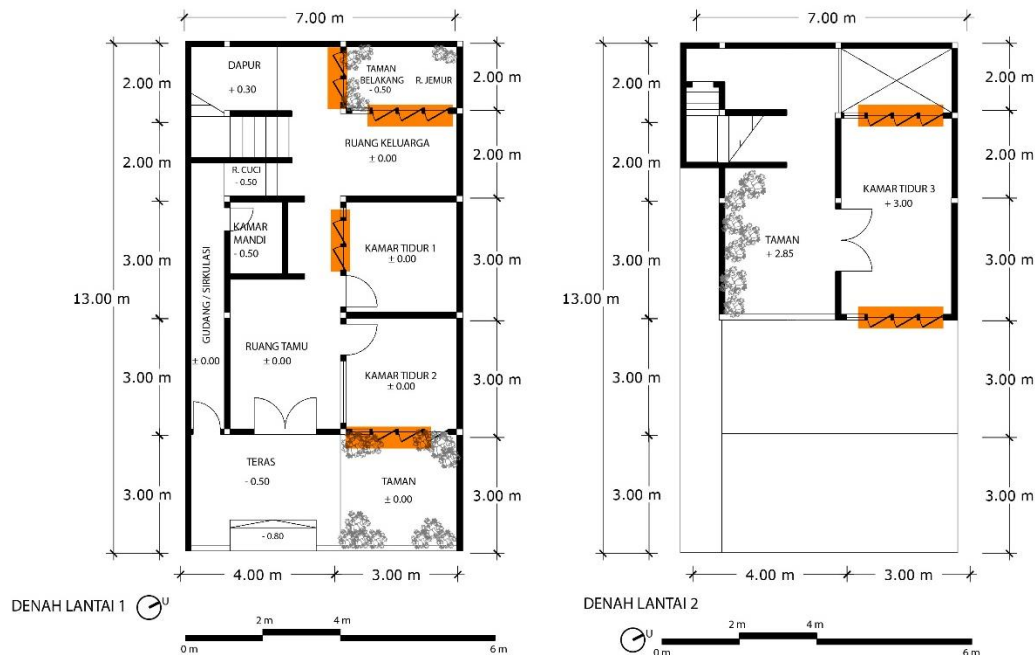 7.00 m
2.00 m
2.00 m
3.00 m
3.00 m
3.00 m
13.00 m
DAPUR
+ 0.30
TAMAN
BELAKANG
- 0.50
R. JEMUR
RUANG KELUARGA
± 0.00
R. CUCI
- 0.50
KAMAR
MANDI
- 0.50
KAMAR TIDUR 1
± 0.00
GUDANG / SIRKULASI
± 0.00
RUANG TAMU
± 0.00
KAMAR TIDUR 2
± 0.00
TERAS
- 0.50
TAMAN
± 0.00
- 0.80
2.00 m
2.00 m
3.00 m
3.00 m
3.00 m
4.00 m
3.00 m
DENAH LANTAI 1
U
2 m
4 m
0 m
6 m
7.00 m
2.00 m
2.00 m
3.00 m
3.00 m
3.00 m
13.00 m
KAMAR TIDUR 3
+ 3.00
TAMAN
+ 2.85
2.00 m
2.00 m
3.00 m
3.00 m
3.00 m
4.00 m
3.00 m
DENAH LANTAI 2
U
2 m
4 m
0 m
6 m